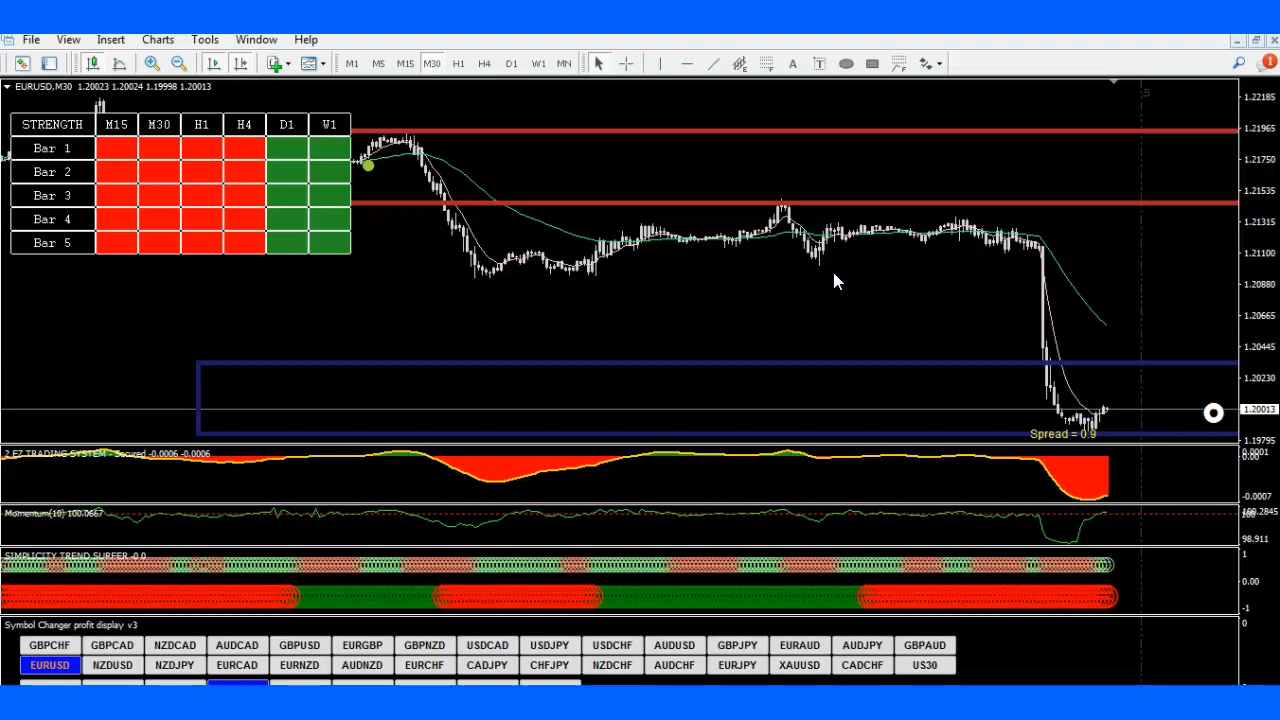 File View Insert Charts Tools Window Help
M1 M5 M15 M30 H1 H4 D1 W1 MN A T 1
EURUSD,M30 1.20023 1.20024 1.19998 1.20013
STRENGTH M15 M30 H1 H4 D1 W1
Bar 1
Bar 2
Bar 3
Bar 4
Bar 5
1.22185
1.21965
1.21750
1.21535
1.21315
1.21100
1.20880
1.20665
1.20445
1.20230
1.20013
1.19795
Spread = 0.9
2 EZ TRADING SYSTEM - Secured -0.0006 -0.0006
0.0001
0.00
-0.0007
Momentum(10) 100.0667
100.2845
100
98.911
SIMPLICITY TREND SURFER -0.0
1
0.00
-1
Symbol Changer profit display v3
0
GBPCHF GBPCAD NZDCAD AUDCAD GBPUSD EURGBP GBPNZD USDCAD USDJPY USDCHF AUDUSD GBPJPY EURAUD AUDJPY GBPAUD
EURUSD NZDUSD NZDJPY EURCAD EURNZD AUDNZD EURCHF CADJPY CHFJPY NZDCHF AUDCHF EURJPY XAUUSD CADCHF US30